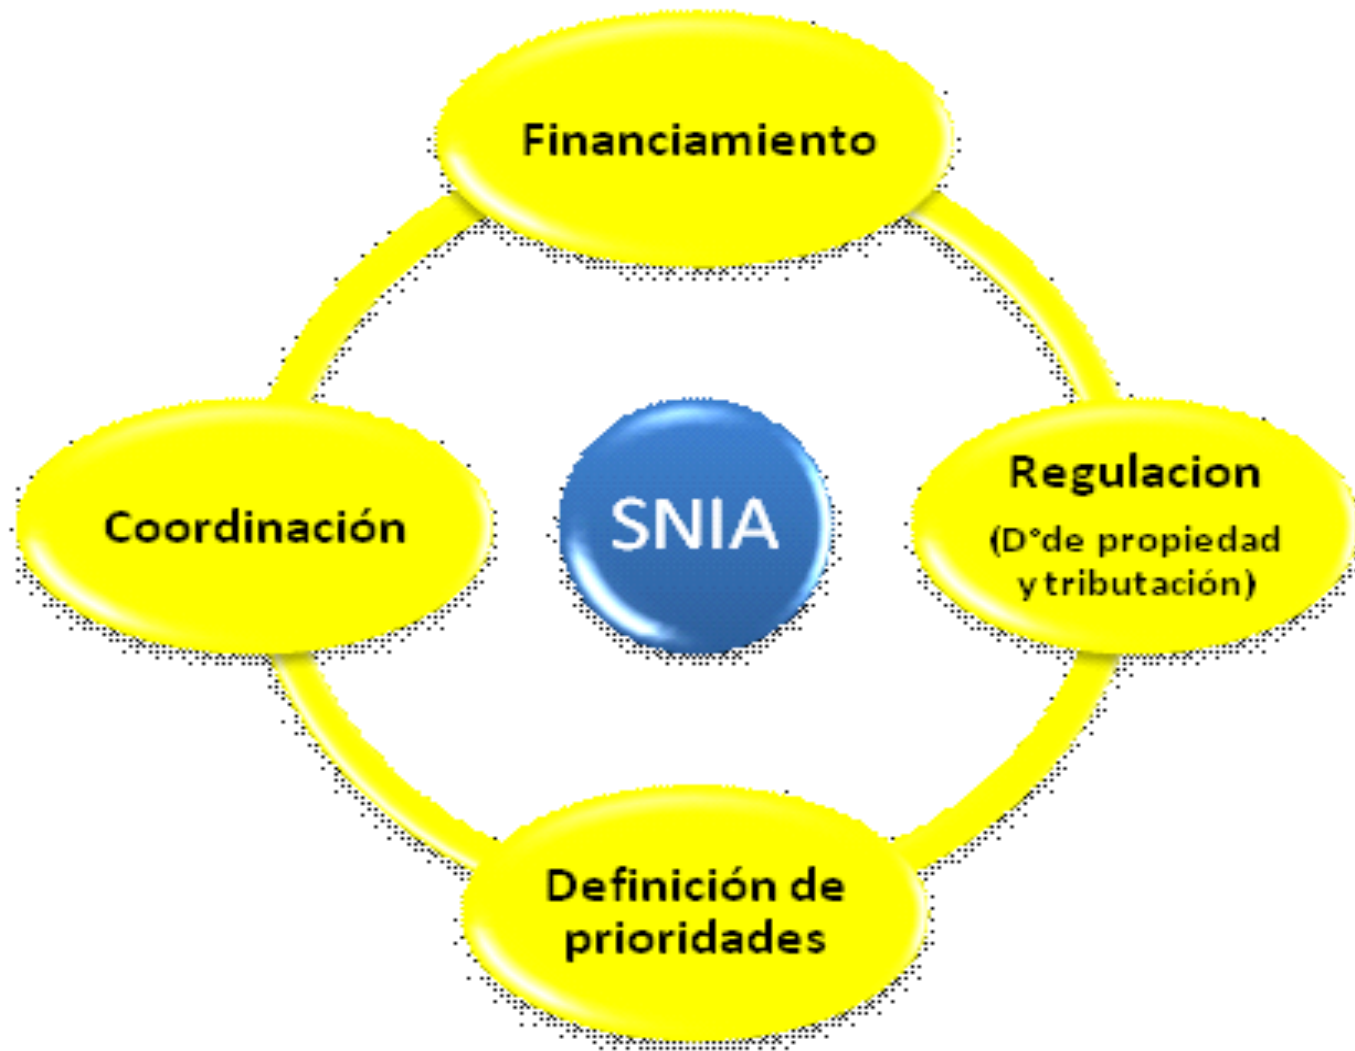 Financiamiento
Coordinación
SNIA
Regulacion
(D°de propiedad
y tributación)
Definición de
prioridades